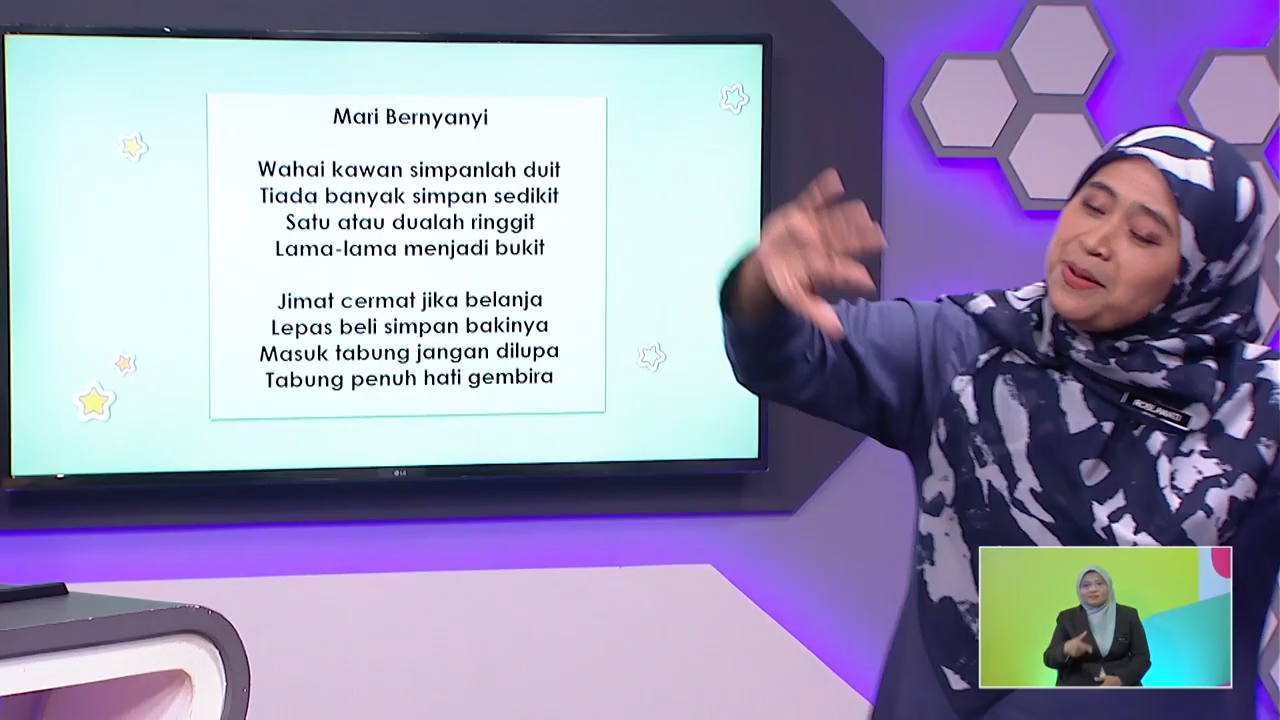 Mari Bernyanyi
Wahai kawan simpanlah duit
Tiada banyak simpan sedikit
Satu atau dualah ringgit
Lama-lama menjadi bukit
Jimat cermat jika belanja
Lepas beli simpan bakinya
Masuk tabung jangan dilupa
Tabung penuh hati gembira
LG